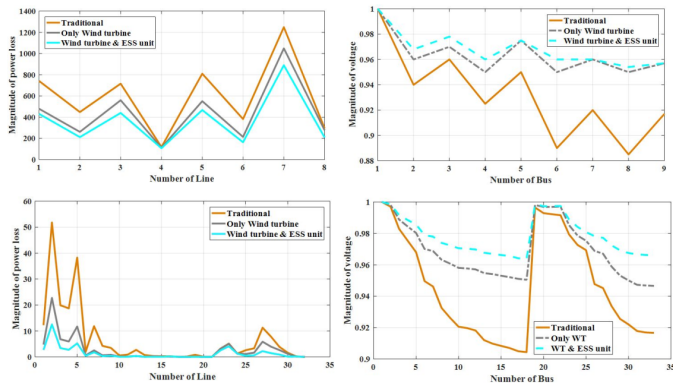 1400
1200
1000
800
600
400
200
0
Magnitude of power loss
Traditional
Only Wind turbine
Wind turbine & ESS unit
1 2 3 4 5 6 7 8
Number of Line
1
0.98
0.96
0.94
0.92
0.9
0.88
Magnitude of voltage
Traditional
Only Wind turbine
Wind turbine & ESS unit
1 2 3 4 5 6 7 8 9
Number of Bus
60
50
40
30
20
10
0
Magnitude of power loss
Traditional
Only Wind turbine
Wind turbine & ESS unit
0 5 10 15 20 25 30 35
Number of Line
1
0.98
0.96
0.94
0.92
0.9
Magnitude of voltage
Traditional
Only WT
WT & ESS unit
0 5 10 15 20 25 30 35
Number of Bus